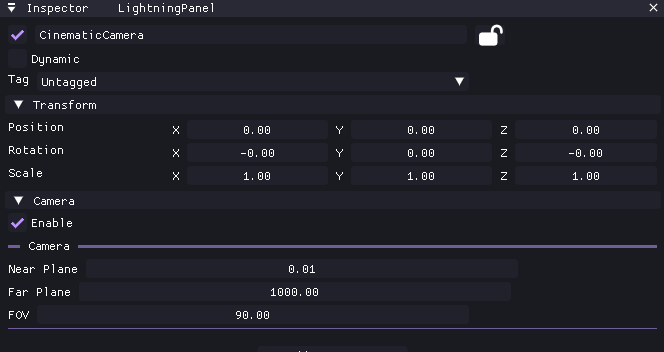 Inspector LightningPanel
CinematicCamera
Dynamic
Tag Untagged
Transform
Position X 0.00 Y 0.00 Z 0.00
Rotation X -0.00 Y 0.00 Z -0.00
Scale X 1.00 Y 1.00 Z 1.00
Camera
Enable
Camera
Near Plane 0.01
Far Plane 1000.00
FOV 90.00